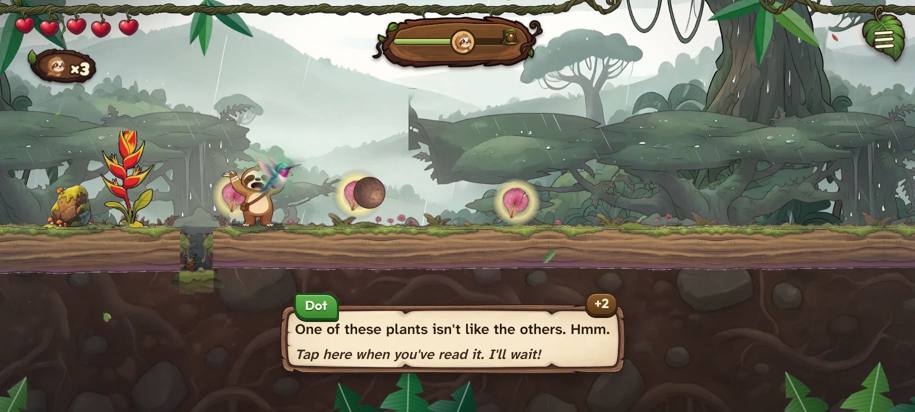 ×3
Dot
+2
One of these plants isn't like the others. Hmm.
Tap here when you've read it. I'll wait!